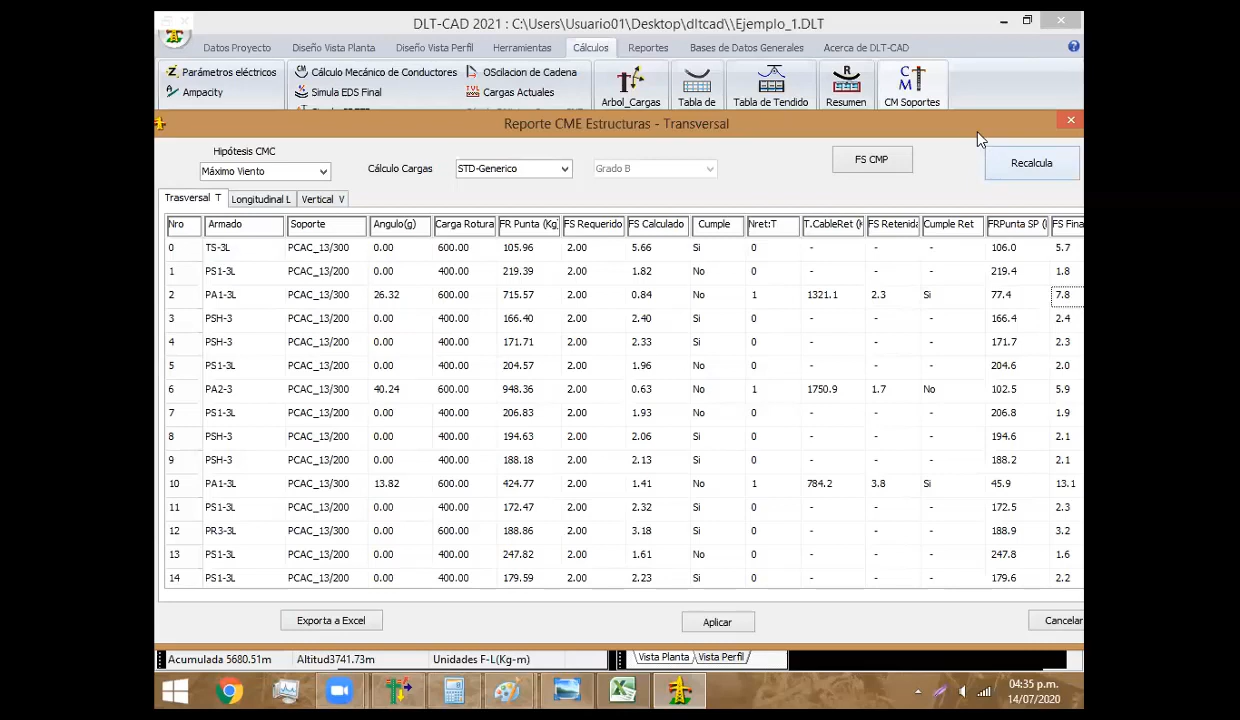 DLT-CAD 2021 : C:\Users\Usuario01\Desktop\dltcad\\Ejemplo_1.DLT
Datos Proyecto Diseño Vista Planta Diseño Vista Perfil Herramientas Cálculos Reportes Bases de Datos Generales Acerca de DLT-CAD
Parámetros eléctricos Cálculo Mecánico de Conductores OScilacion de Cadena
Ampacity Simula EDS Final Cargas Actuales
Arbol_Cargas Tabla de Tabla de Tendido Resumen CM Soportes
Reporte CME Estructuras - Transversal
Hipótesis CMC
Máximo Viento Cálculo Cargas STD-Generico Grado B FS CMP Recalcula
Trasversal T Longitudinal L Vertical V
Nro Armado Soporte Angulo(g) Carga Rotura FR Punta (Kg FS Requerido FS Calculado Cumple Nret:T T.CableRet (K FS Retenida Cumple Ret FRPunta SP ( FS Fina
0 TS-3L PCAC_13/300 0.00 600.00 105.96 2.00 5.66 Si 0 - - - 106.0 5.7
1 PS1-3L PCAC_13/200 0.00 400.00 219.39 2.00 1.82 No 0 - - - 219.4 1.8
2 PA1-3L PCAC_13/300 26.32 600.00 715.57 2.00 0.84 No 1 1321.1 2.3 Si 77.4 7.8
3 PSH-3 PCAC_13/200 0.00 400.00 166.40 2.00 2.40 Si 0 - - - 166.4 2.4
4 PSH-3 PCAC_13/200 0.00 400.00 171.71 2.00 2.33 Si 0 - - - 171.7 2.3
5 PS1-3L PCAC_13/200 0.00 400.00 204.57 2.00 1.96 No 0 - - - 204.6 2.0
6 PA2-3 PCAC_13/300 40.24 600.00 948.36 2.00 0.63 No 1 1750.9 1.7 No 102.5 5.9
7 PS1-3L PCAC_13/200 0.00 400.00 206.83 2.00 1.93 No 0 - - - 206.8 1.9
8 PSH-3 PCAC_13/200 0.00 400.00 194.63 2.00 2.06 Si 0 - - - 194.6 2.1
9 PSH-3 PCAC_13/200 0.00 400.00 188.18 2.00 2.13 Si 0 - - - 188.2 2.1
10 PA1-3L PCAC_13/300 13.82 600.00 424.77 2.00 1.41 No 1 784.2 3.8 Si 45.9 13.1
11 PS1-3L PCAC_13/200 0.00 400.00 172.47 2.00 2.32 Si 0 - - - 172.5 2.3
12 PR3-3L PCAC_13/300 0.00 600.00 188.86 2.00 3.18 Si 0 - - - 188.9 3.2
13 PS1-3L PCAC_13/200 0.00 400.00 247.82 2.00 1.61 No 0 - - - 247.8 1.6
14 PS1-3L PCAC_13/200 0.00 400.00 179.59 2.00 2.23 Si 0 - - - 179.6 2.2
Exporta a Excel Aplicar Cancelar
Acumulada 5680.51m Altitud3741.73m Unidades F-L(Kg-m) Vista Planta Vista Perfil
04:35 p.m.
14/07/2020